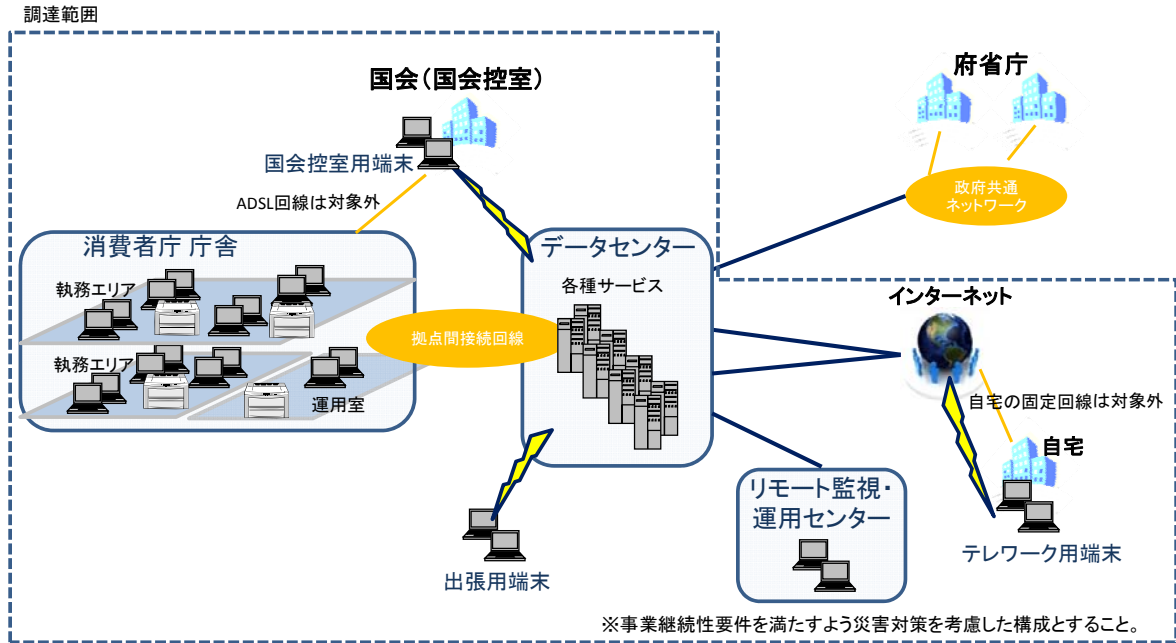 調達範囲
国会(国会控室)
府省庁
国会控室用端末
ADSL回線は対象外
政府共通
ネットワーク
消費者庁 庁舎
データセンター
執務エリア
各種サービス
インターネット
拠点間接続回線
執務エリア
運用室
自宅の固定回線は対象外
自宅
リモート監視・
運用センター
テレワーク用端末
出張用端末
※事業継続性要件を満たすよう災害対策を考慮した構成とすること。